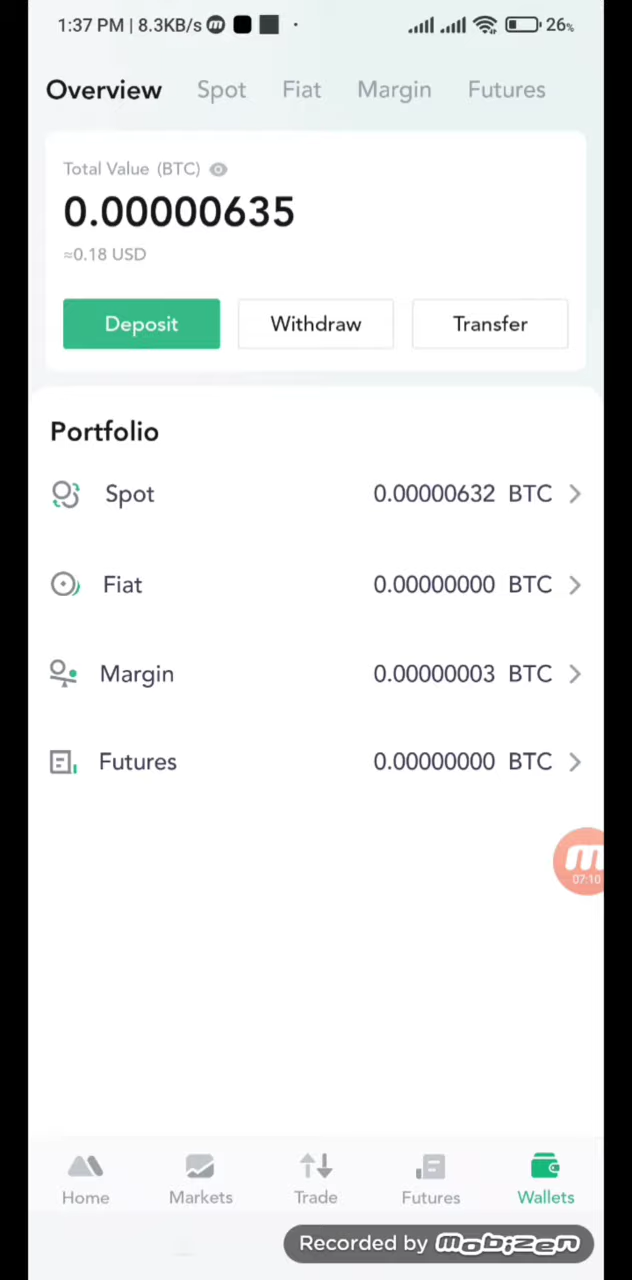 1:37 PM | 8.3KB/s
26%
Overview Spot Fiat Margin Futures
Total Value (BTC)
0.00000635
≈0.18 USD
Deposit Withdraw Transfer
Portfolio
Spot 0.00000632 BTC
Fiat 0.00000000 BTC
Margin 0.00000003 BTC
Futures 0.00000000 BTC
m
07:10
Home Markets Trade Futures Wallets
Recorded by mobizen